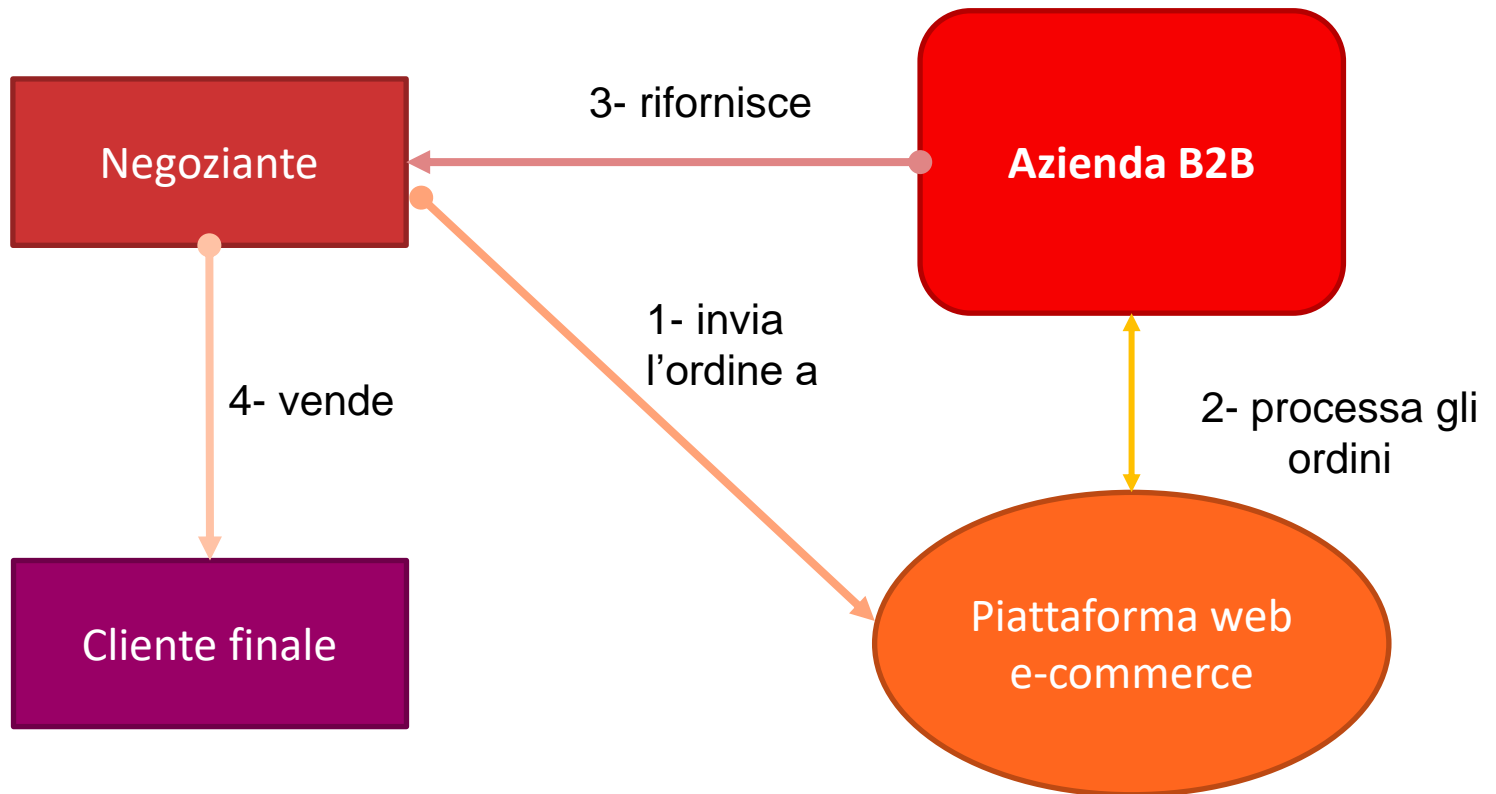 3- rifornisce
Negoziante
Azienda B2B
1- invia
l’ordine a
4- vende
2- processa gli
ordini
Piattaforma web
e-commerce
Cliente finale